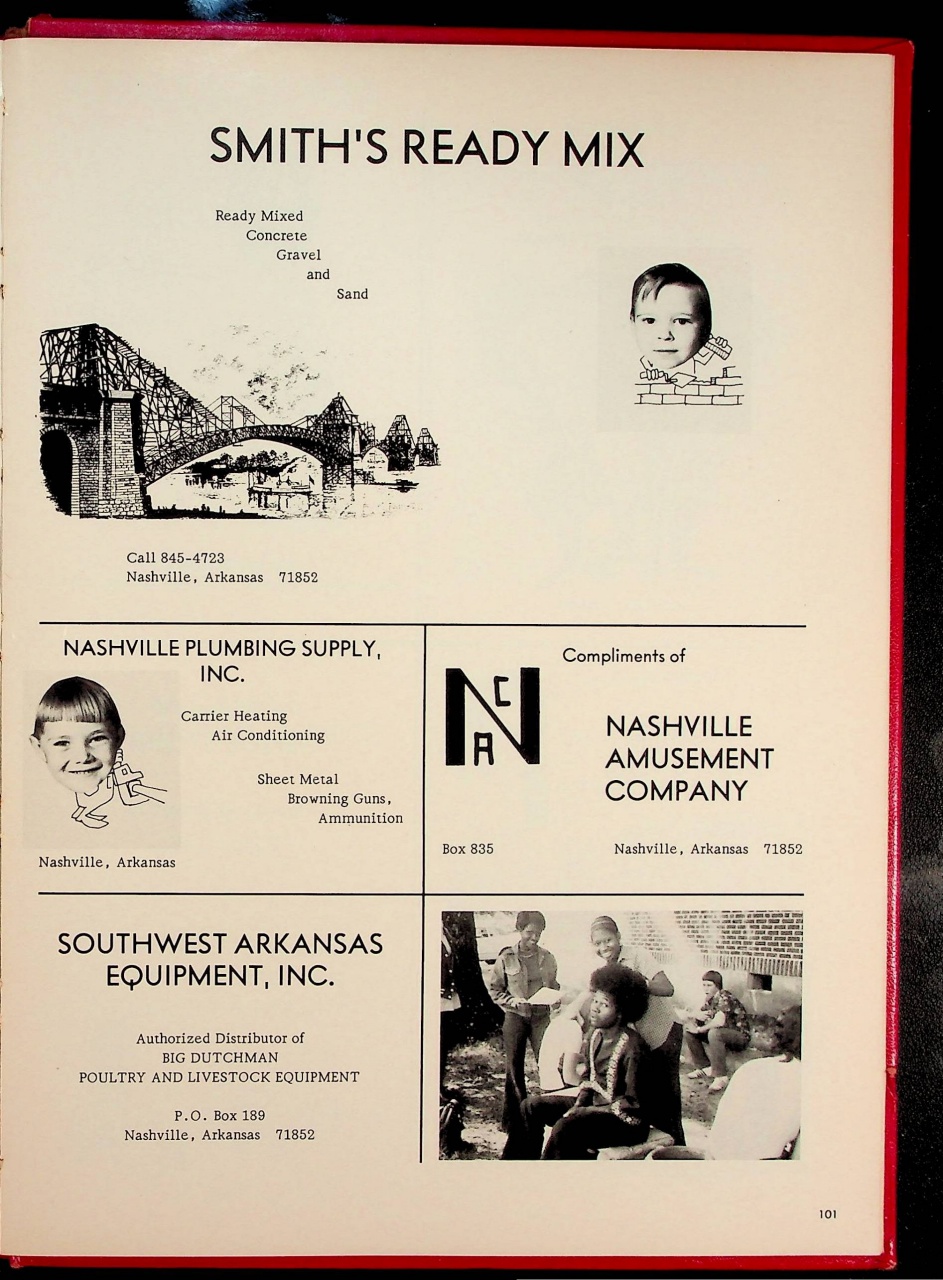 SMITH'S READY MIX
Ready Mixed
Concrete
Gravel
and
Sand
Call 845-4723
Nashville, Arkansas 71852
NASHVILLE PLUMBING SUPPLY,
INC.
Carrier Heating
Air Conditioning
Sheet Metal
Browning Guns,
Ammunition
Nashville, Arkansas
Compliments of
N C A
NASHVILLE
AMUSEMENT
COMPANY
Box 835 Nashville, Arkansas 71852
SOUTHWEST ARKANSAS
EQUIPMENT, INC.
Authorized Distributor of
BIG DUTCHMAN
POULTRY AND LIVESTOCK EQUIPMENT
P.O. Box 189
Nashville, Arkansas 71852
101